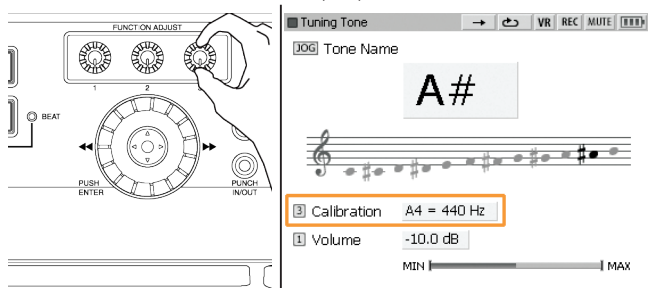 FUNCTION ADJUST
1 2
BEAT
PUSH
ENTER
PUNCH
IN/OUT
Tuning Tone VR REC MUTE
JOG Tone Name
A#
3 Calibration A4 = 440 Hz
1 Volume -10.0 dB
MIN MAX